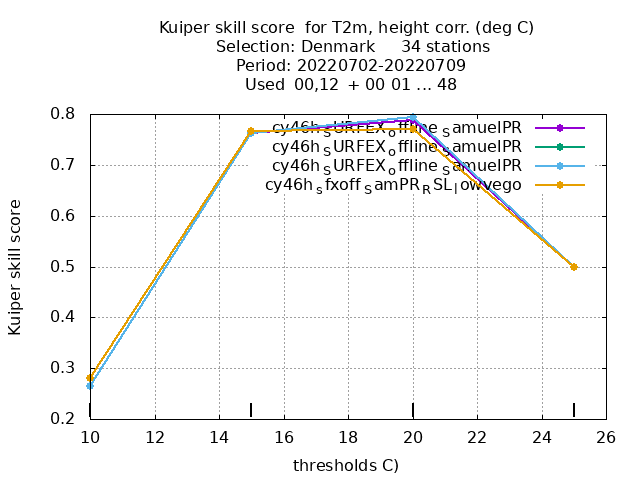 Kuiper skill score for T2m, height corr. (deg C)
Selection: Denmark 34 stations
Period: 20220702-20220709
Used 00,12 + 00 01 ... 48
cy46h_SURFEX_offline_SamuelPR
cy46h_SURFEX_offline_SamuelPR
cy46h_SURFEX_offline_SamuelPR
cy46h_sfxoff_SamPR_RSL_lowvego
0.8
0.7
0.6
0.5
0.4
0.3
0.2
Kuiper skill score
10 12 14 16 18 20 22 24 26
thresholds C)